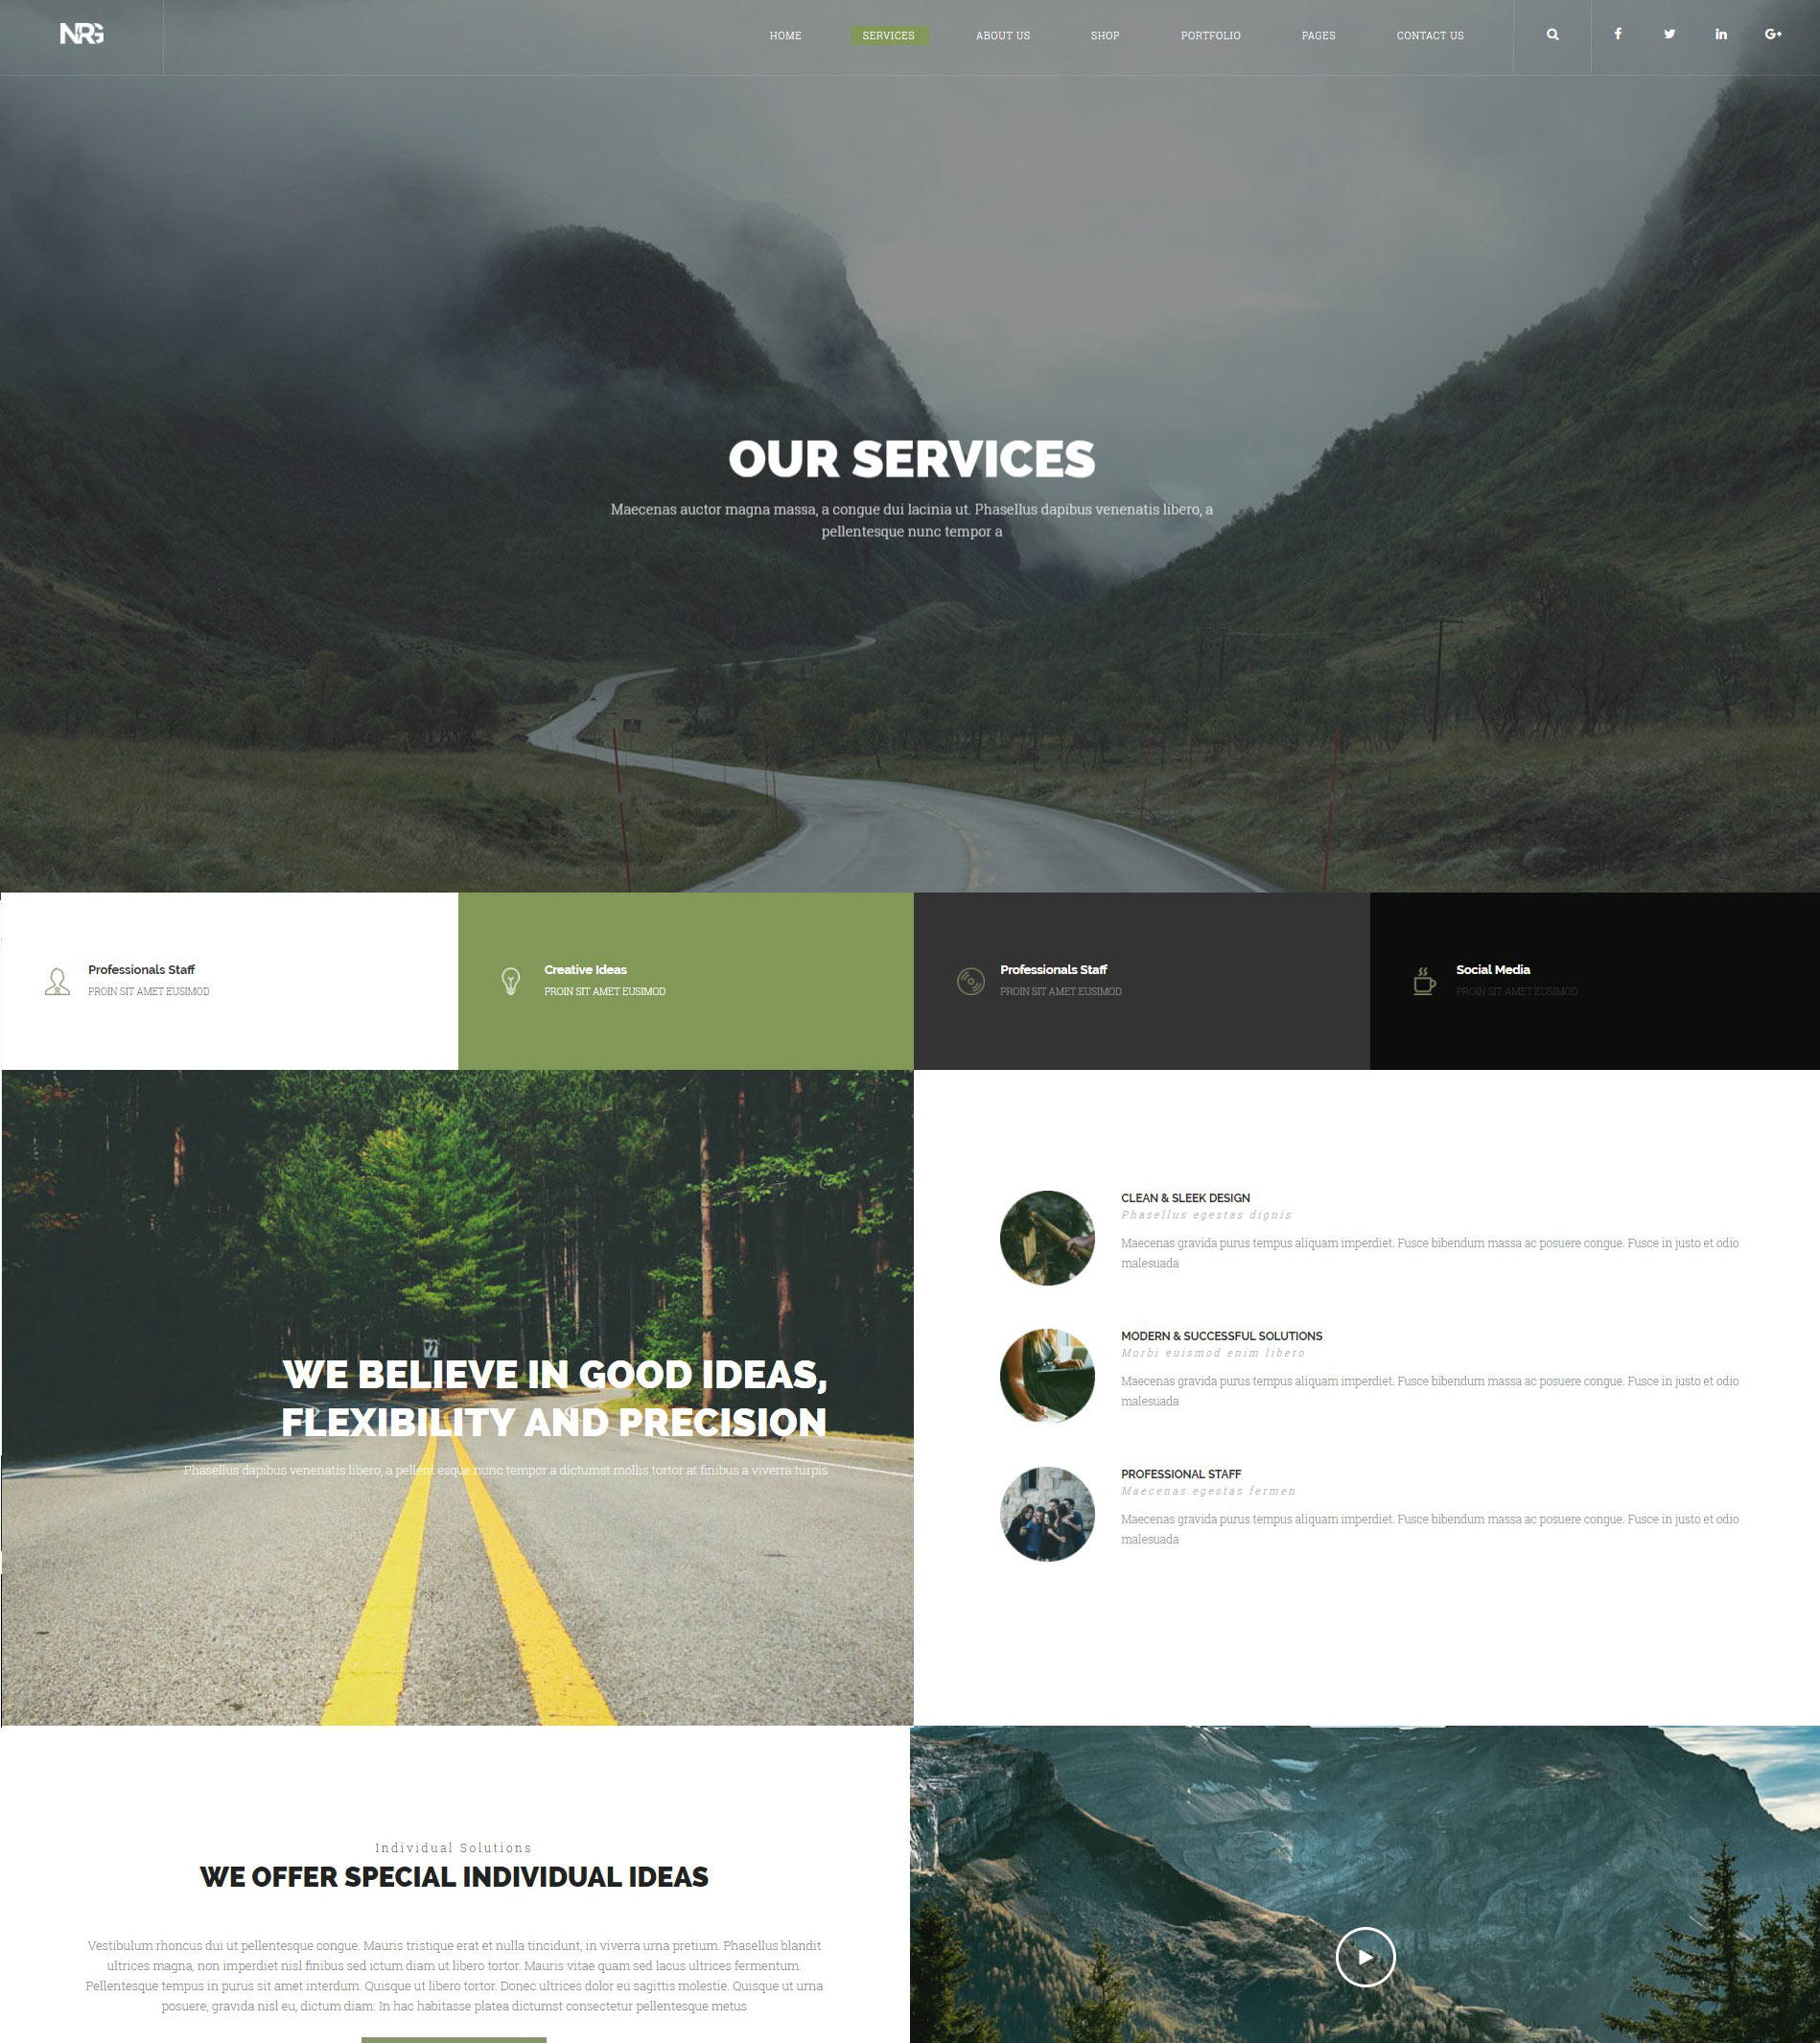 NRG
HOME SERVICES ABOUT US SHOP PORTFOLIO PAGES CONTACT US
OUR SERVICES
Maecenas auctor magna massa, a congue dui lacinia ut. Phasellus dapibus venenatis libero, a
pellentesque nunc tempor a
Professionals Staff
PROIN SIT AMET EUSIMOD
Creative Ideas
PROIN SIT AMET EUSIMOD
Professionals Staff
PROIN SIT AMET EUSIMOD
Social Media
PROIN SIT AMET EUSIMOD
WE BELIEVE IN GOOD IDEAS,
FLEXIBILITY AND PRECISION
Phasellus dapibus venenatis libero, a pellent esque nunc tempor a dictumst mollis tortor at finibus a viverra turpis
CLEAN & SLEEK DESIGN
Phasellus egestas dignis
Maecenas gravida purus tempus aliquam imperdiet. Fusce bibendum massa ac posuere congue. Fusce in justo et odio
malesuada
MODERN & SUCCESSFUL SOLUTIONS
Morbi euismod enim libero
Maecenas gravida purus tempus aliquam imperdiet. Fusce bibendum massa ac posuere congue. Fusce in justo et odio
malesuada
PROFESSIONAL STAFF
Maecenas egestas fermen
Maecenas gravida purus tempus aliquam imperdiet. Fusce bibendum massa ac posuere congue. Fusce in justo et odio
malesuada
Individual Solutions
WE OFFER SPECIAL INDIVIDUAL IDEAS
Vestibulum rhoncus dui ut pellentesque congue. Mauris tristique erat et nulla tincidunt, in viverra urna pretium. Phasellus blandit
ultrices magna, non imperdiet nisl finibus sed ictum diam ut libero tortor. Mauris vitae quam sed lacus ultrices fermentum.
Pellentesque tempus in purus sit amet interdum. Quisque ut libero tortor. Donec ultrices dolor eu sagittis molestie. Quisque ut urna
posuere, gravida nisl eu, dictum diam. In hac habitasse platea dictumst consectetur pellentesque metus